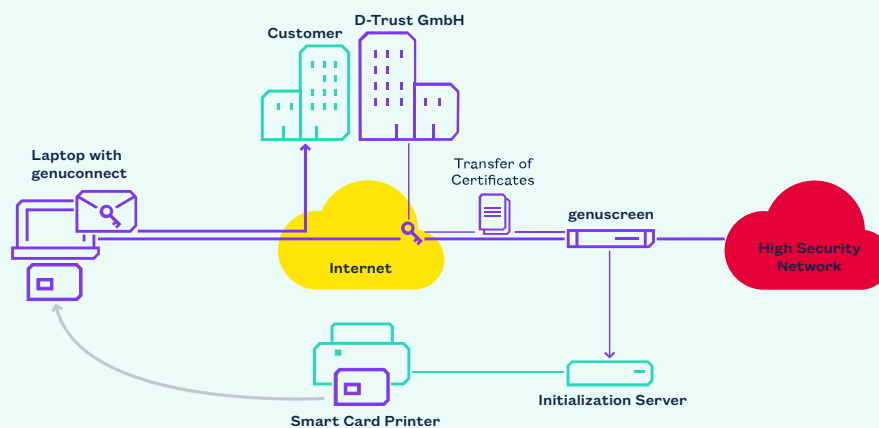 D-Trust GmbH
Customer
Laptop with
genuconnect
Transfer of
Certificates
genuscreen
High Security
Network
Internet
Initialization Server
Smart Card Printer